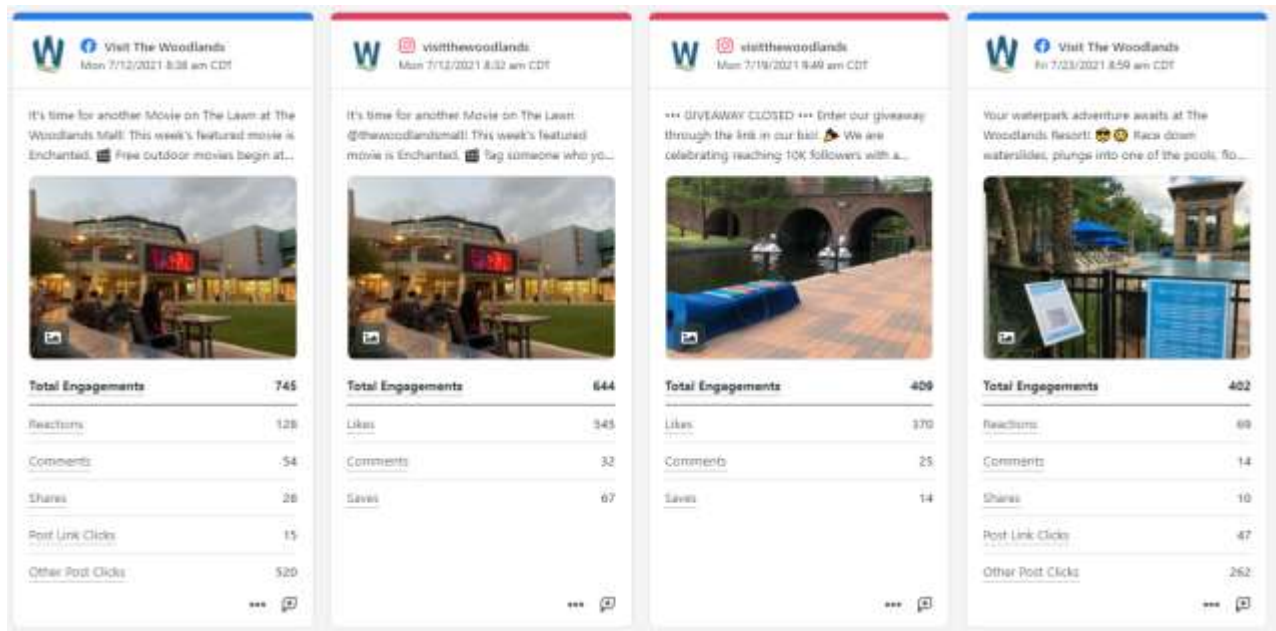 Visit The Woodlands
Mon 7/12/2021 8:38 am CDT
It's time for another Movie on The Lawn at The
Woodlands Mall! This week's featured movie is
Enchanted. 🎬 Free outdoor movies begin at...
Total Engagements 745
Reactions 128
Comments 54
Shares 28
Post Link Clicks 15
Other Post Clicks 520
visitthewoodlands
Mon 7/12/2021 8:32 am CDT
It's time for another Movie on The Lawn
@thewoodlandsmall! This week's featured
movie is Enchanted. 🎬 Tag someone who yo...
Total Engagements 644
Likes 545
Comments 32
Saves 67
visitthewoodlands
Mon 7/19/2021 9:49 am CDT
*** GIVEAWAY CLOSED *** Enter our giveaway
through the link in our bio! 🎉 We are
celebrating reaching 10K followers with a...
Total Engagements 409
Likes 370
Comments 25
Saves 14
Visit The Woodlands
Fri 7/23/2021 8:59 am CDT
Your waterpark adventure awaits at The
Woodlands Resort! 😎 Race down
waterslides, plunge into one of the pools, flo...
Total Engagements 402
Reactions 69
Comments 14
Shares 10
Post Link Clicks 47
Other Post Clicks 262